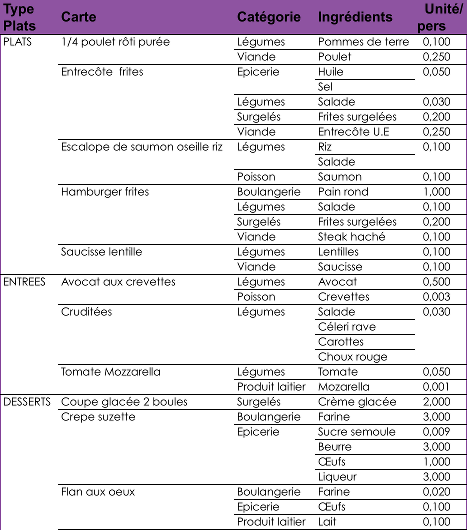 Type Plats Carte Catégorie Ingrédients Unité/ pers
PLATS 1/4 poulet rôti purée Légumes Pommes de terre 0,100
Viande Poulet 0,250
Entrecôte frites Epicerie Huile 0,050
Sel
Légumes Salade 0,030
Surgelés Frites surgelées 0,200
Viande Entrecôte U.E 0,250
Escalope de saumon oseille riz Légumes Riz 0,100
Salade
Poisson Saumon 0,100
Hamburger frites Boulangerie Pain rond 1,000
Légumes Salade 0,100
Surgelés Frites surgelées 0,200
Viande Steak haché 0,100
Saucisse lentille Légumes Lentilles 0,100
Viande Saucisse 0,100
ENTREES Avocat aux crevettes Légumes Avocat 0,500
Poisson Crevettes 0,003
Cruditées Légumes Salade 0,030
Céleri rave
Carottes
Choux rouge
Tomate Mozzarella Légumes Tomate 0,050
Produit laitier Mozarella 0,001
DESSERTS Coupe glacée 2 boules Surgelés Crème glacée 2,000
Crepe suzette Boulangerie Farine 3,000
Epicerie Sucre semoule 0,009
Beurre 3,000
Œufs 1,000
Liqueur 3,000
Flan aux oeux Boulangerie Farine 0,020
Epicerie Œufs 0,100
Produit laitier Lait 0,100